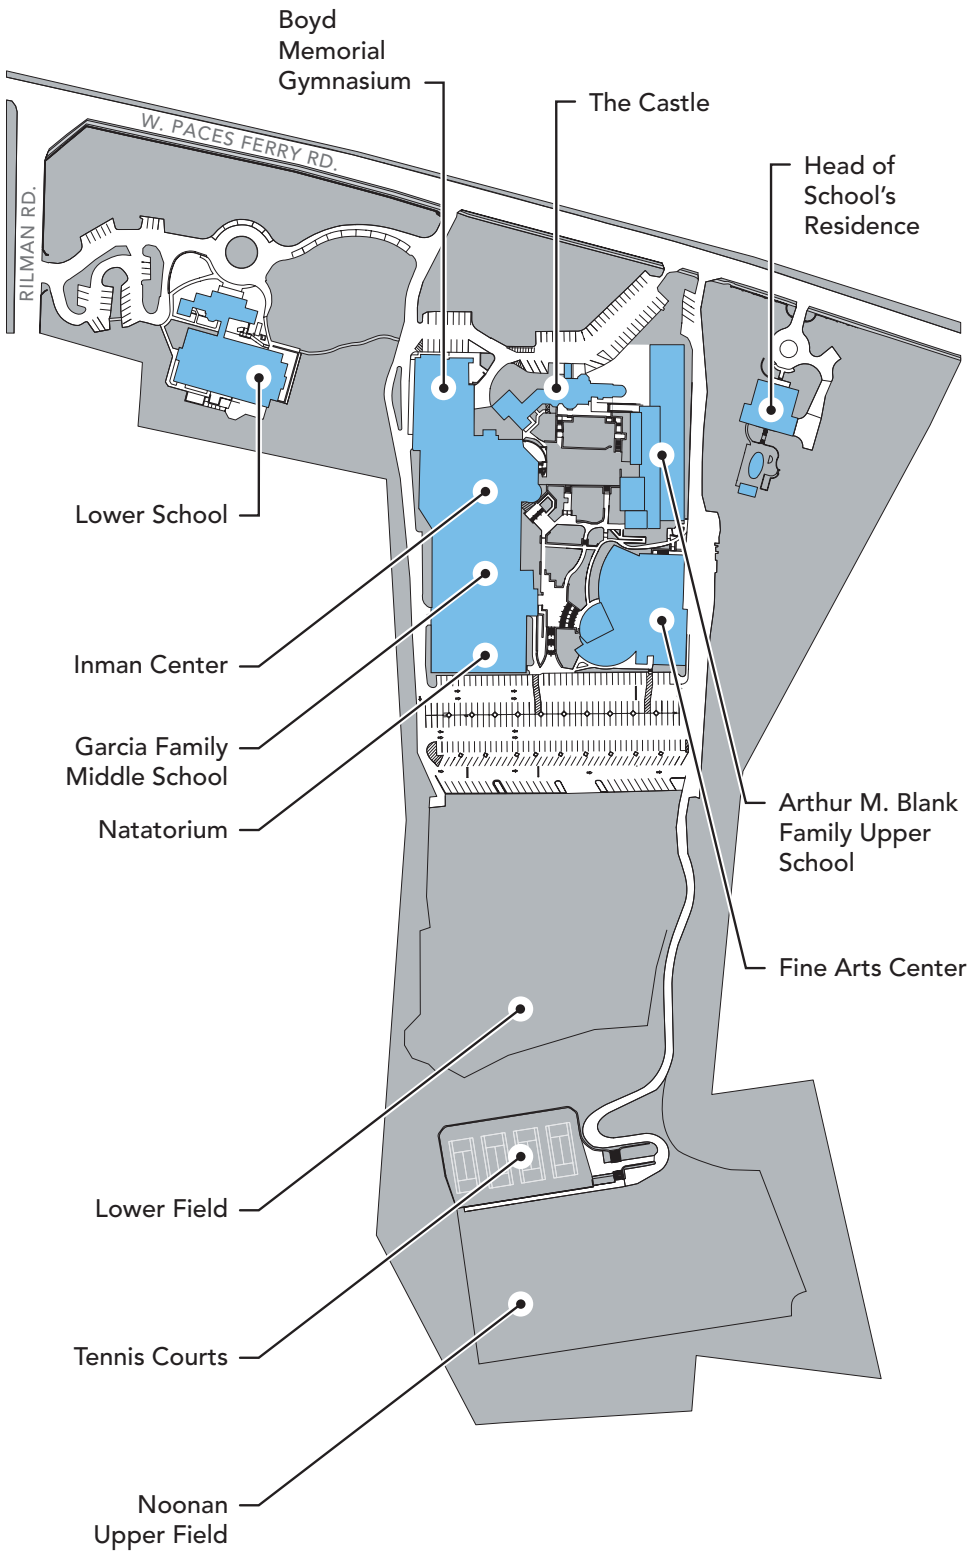 Boyd
Memorial
Gymnasium
The Castle
W. PACES FERRY RD.
Head of
School's
Residence
RILMAN RD.
Lower School
Inman Center
Garcia Family
Middle School
Natatorium
Arthur M. Blank
Family Upper
School
Fine Arts Center
Lower Field
Tennis Courts
Noonan
Upper Field